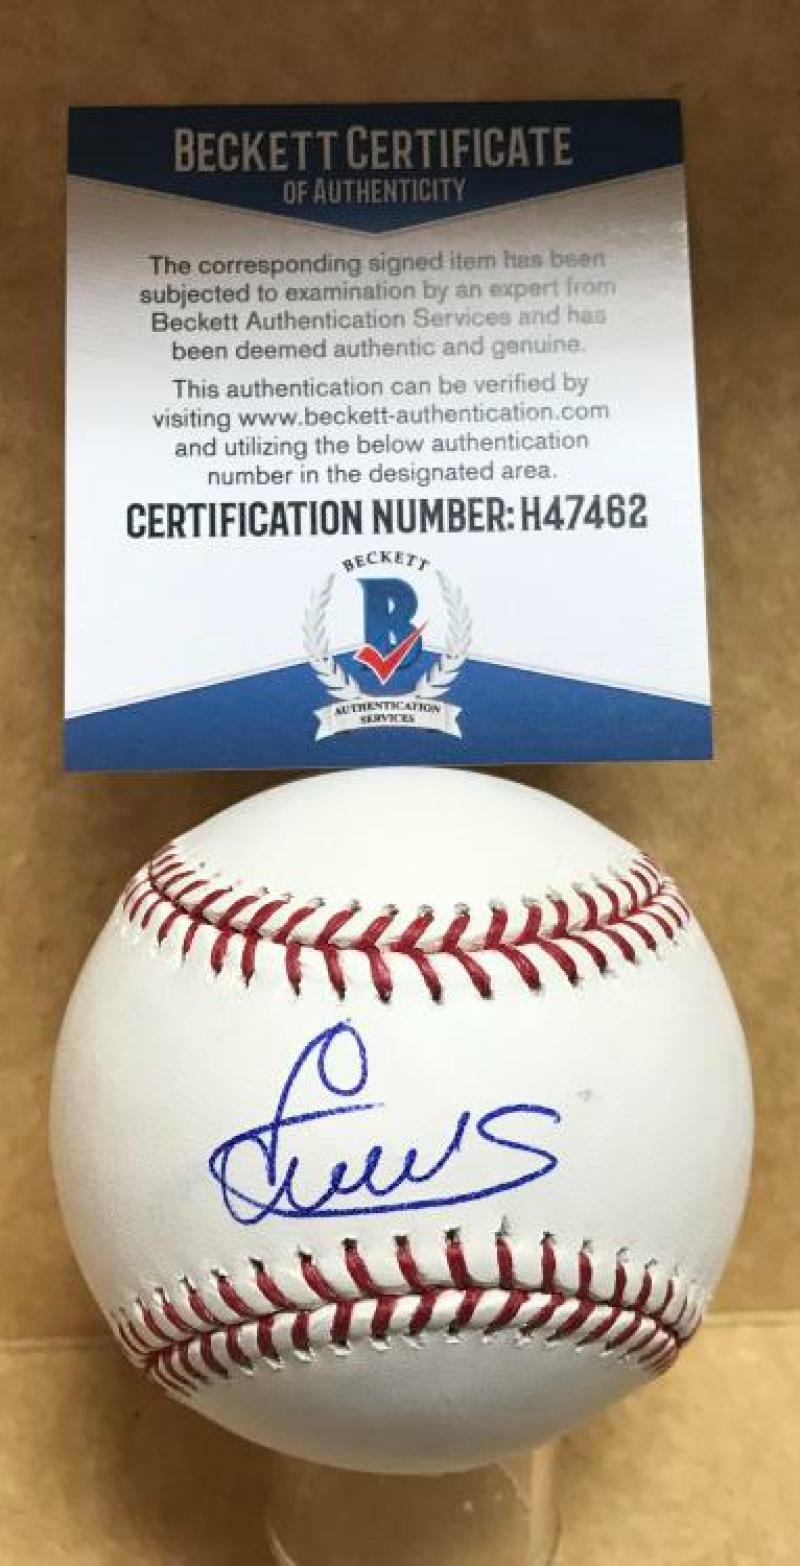 BECKETT CERTIFICATE
OF AUTHENTICITY
The corresponding signed item has been
subjected to examination by an expert from
Beckett Authentication Services and has
been deemed authentic and genuine.
This authentication can be verified by
visiting www.beckett-authentication.com
and utilizing the below authentication
number in the designated area.
CERTIFICATION NUMBER: H47462
BECKETT
B
AUTHENTICATION
SERVICES